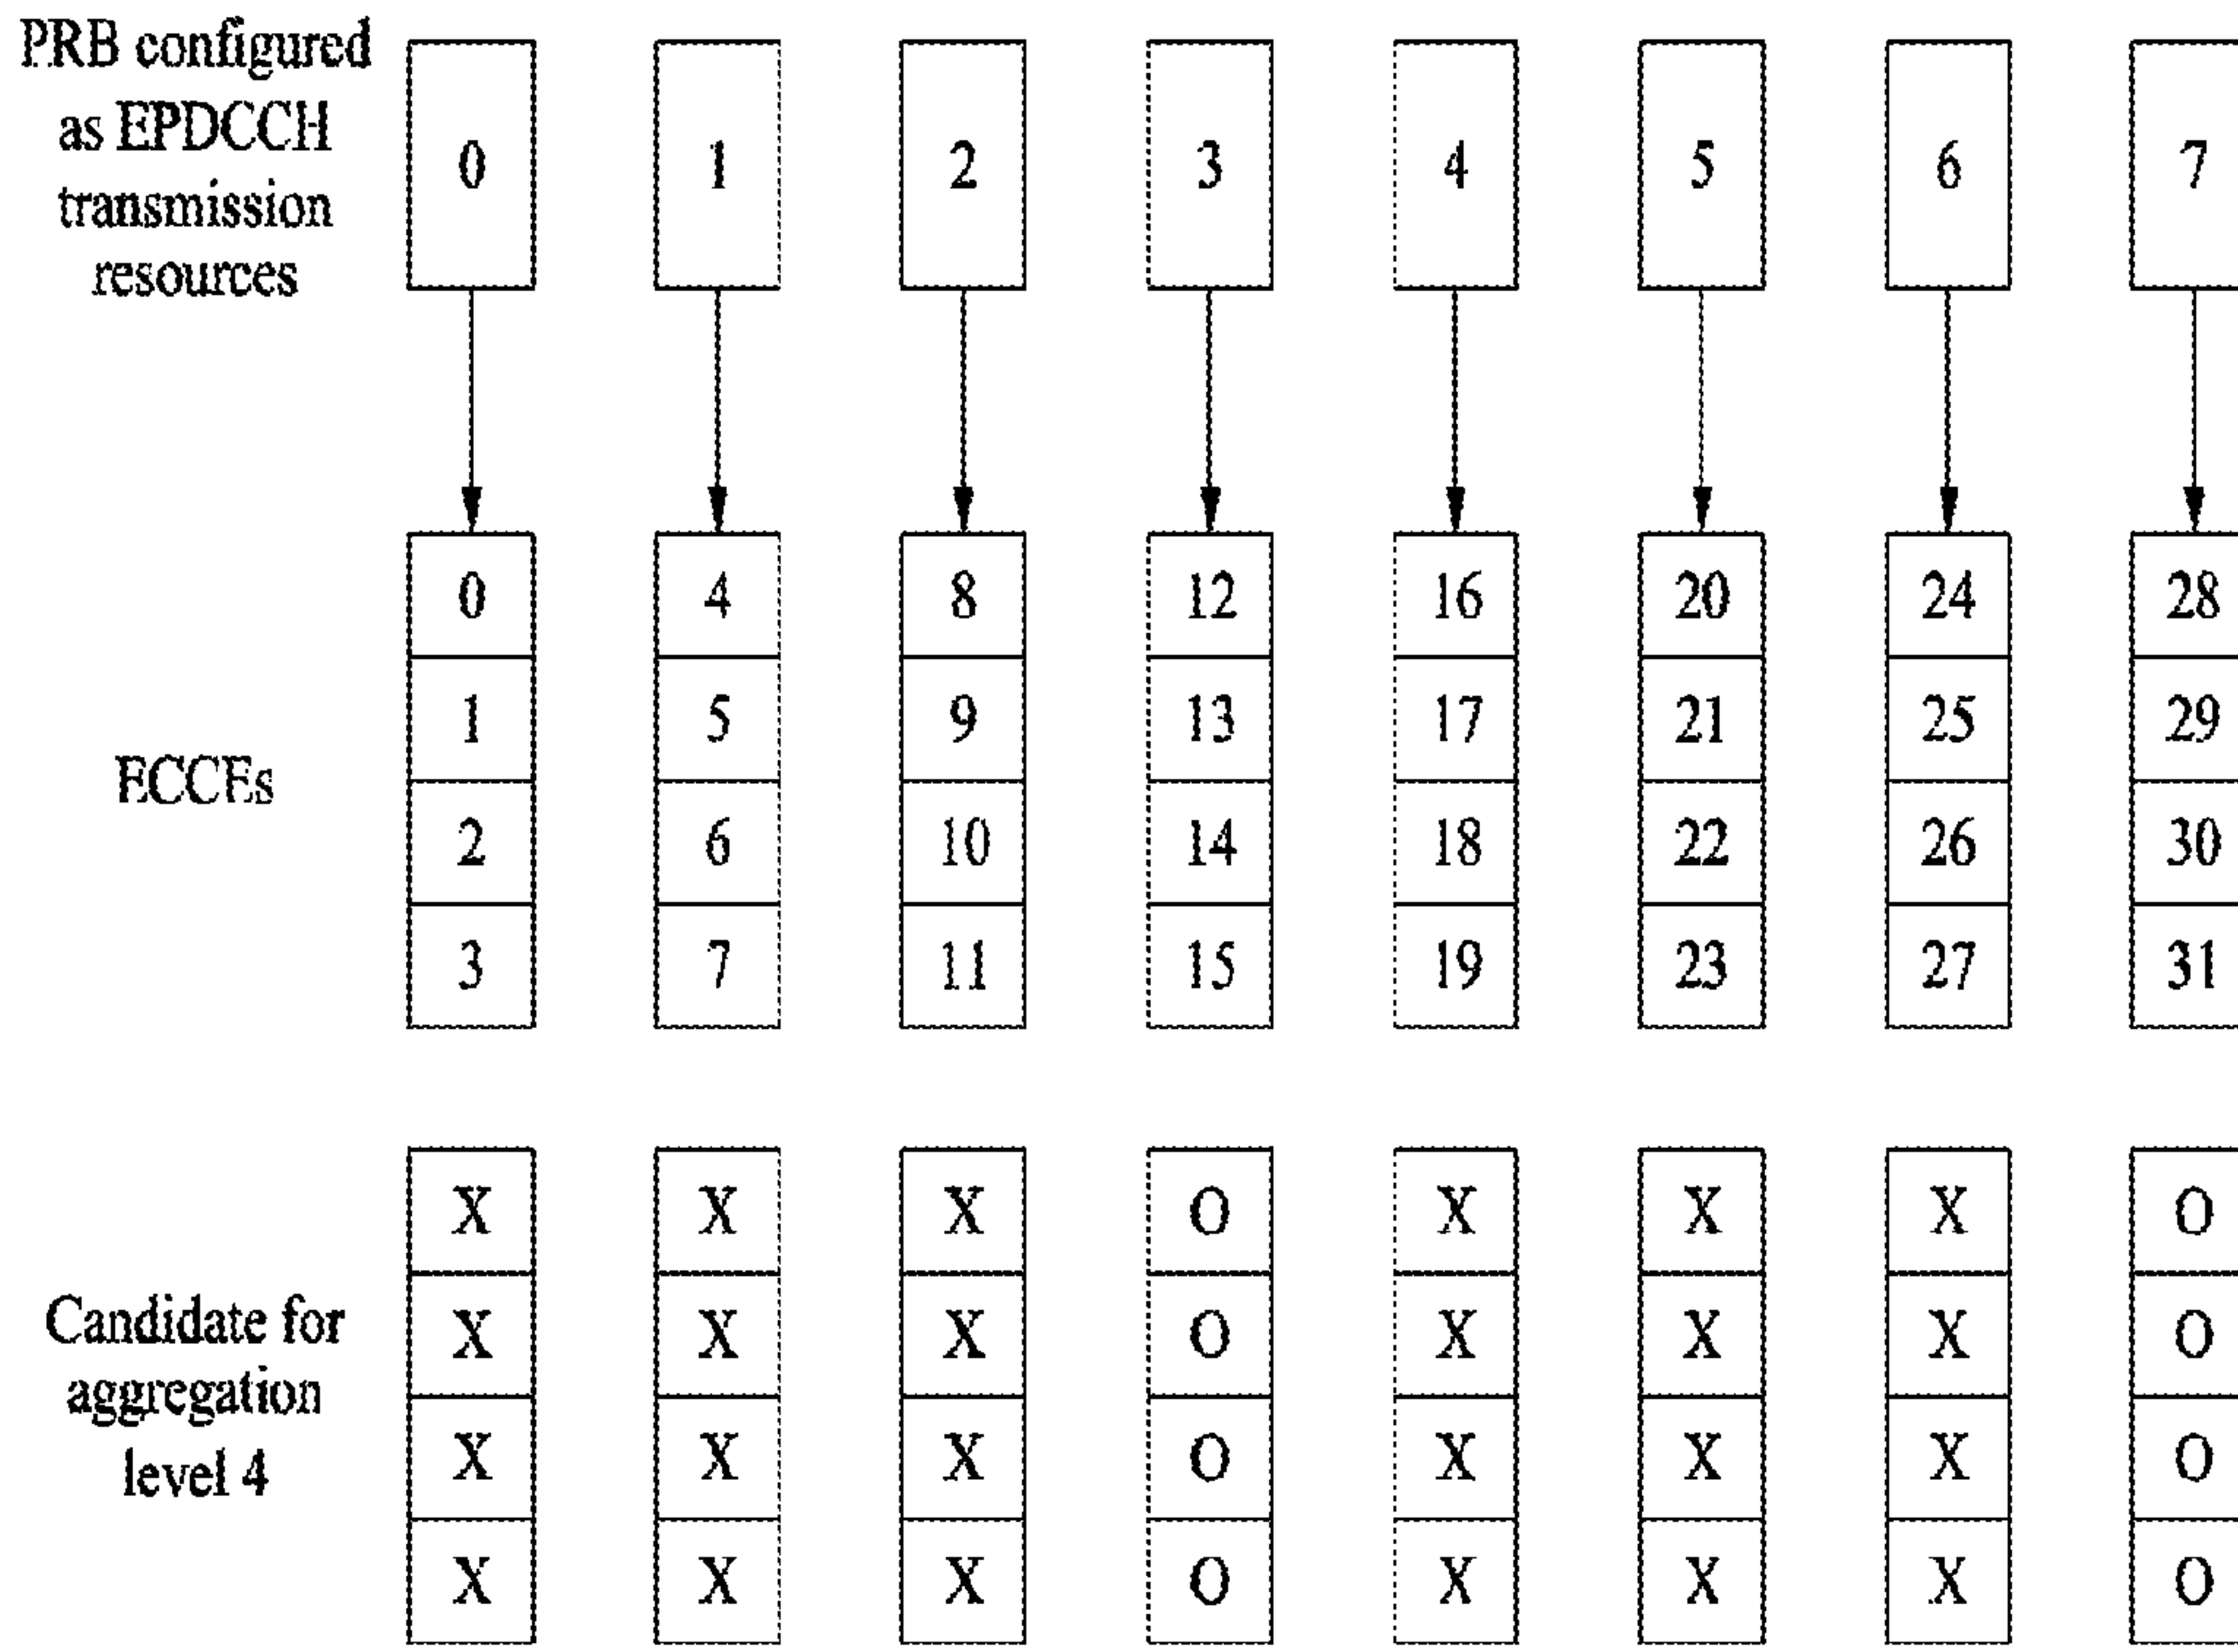 PRB configured
as EPDCCH
transmission
resources
0 1 2 3 4 5 6 7
0 4 8 12 16 20 24 28
1 5 9 13 17 21 25 29
ECCEs
2 6 10 14 18 22 26 30
3 7 11 15 19 23 27 31
X X X O X X X O
Candidate for
aggregation
level 4
X X X O X X X O
X X X O X X X O
X X X O X X X O